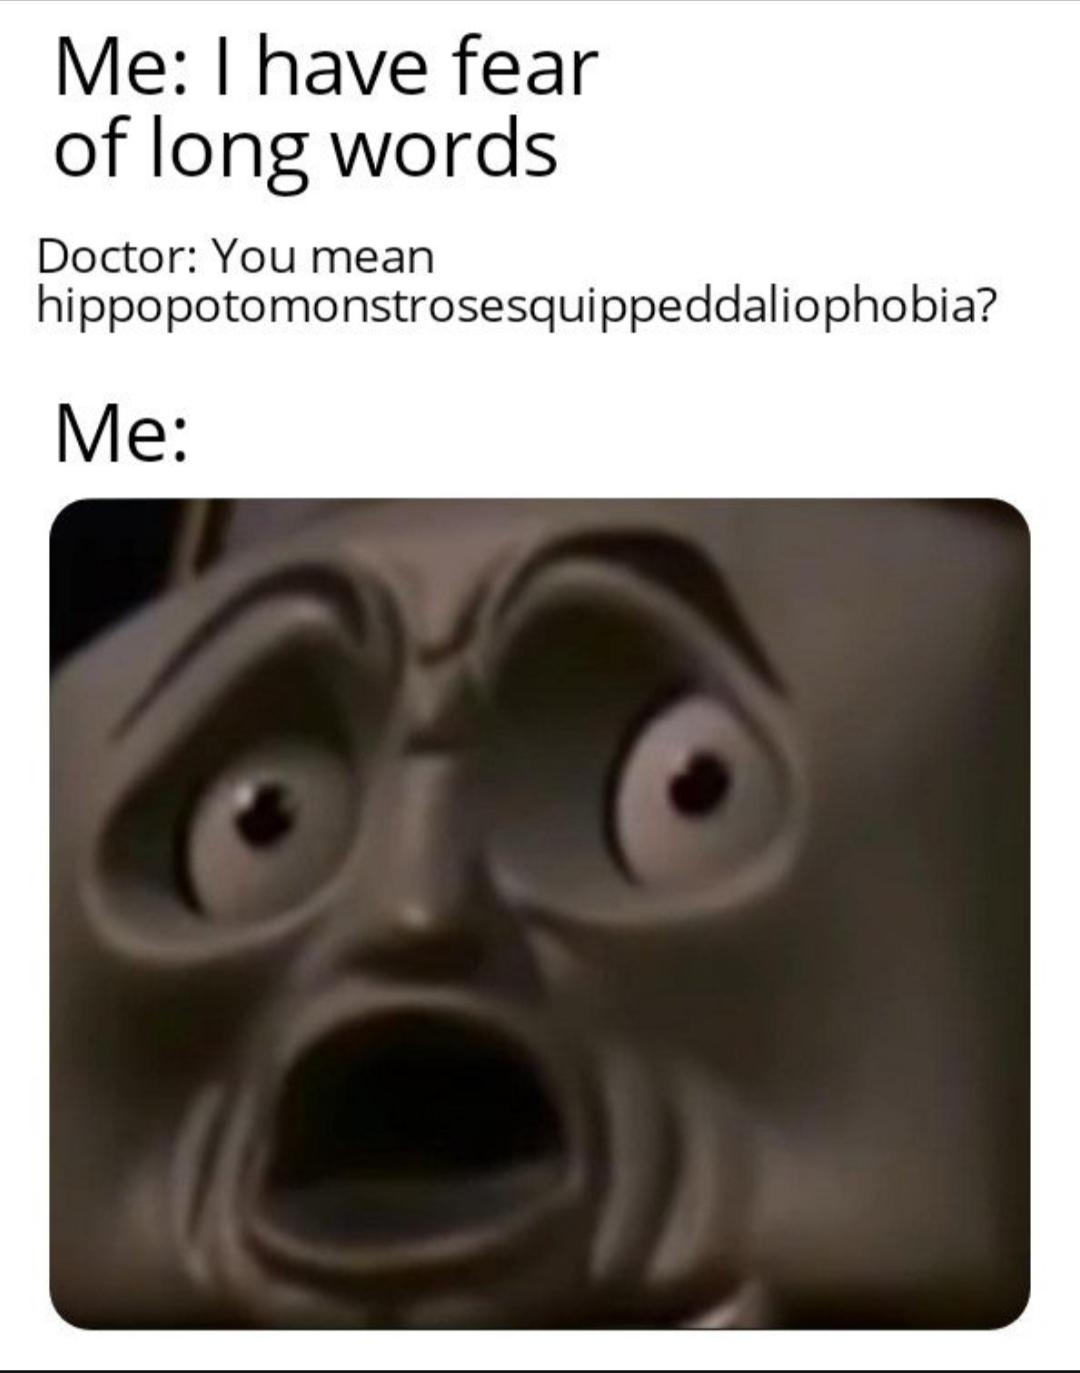 Me: I have fear
of long words
Doctor: You mean
hippopotomonstrosesquippeddaliophobia?
Me: